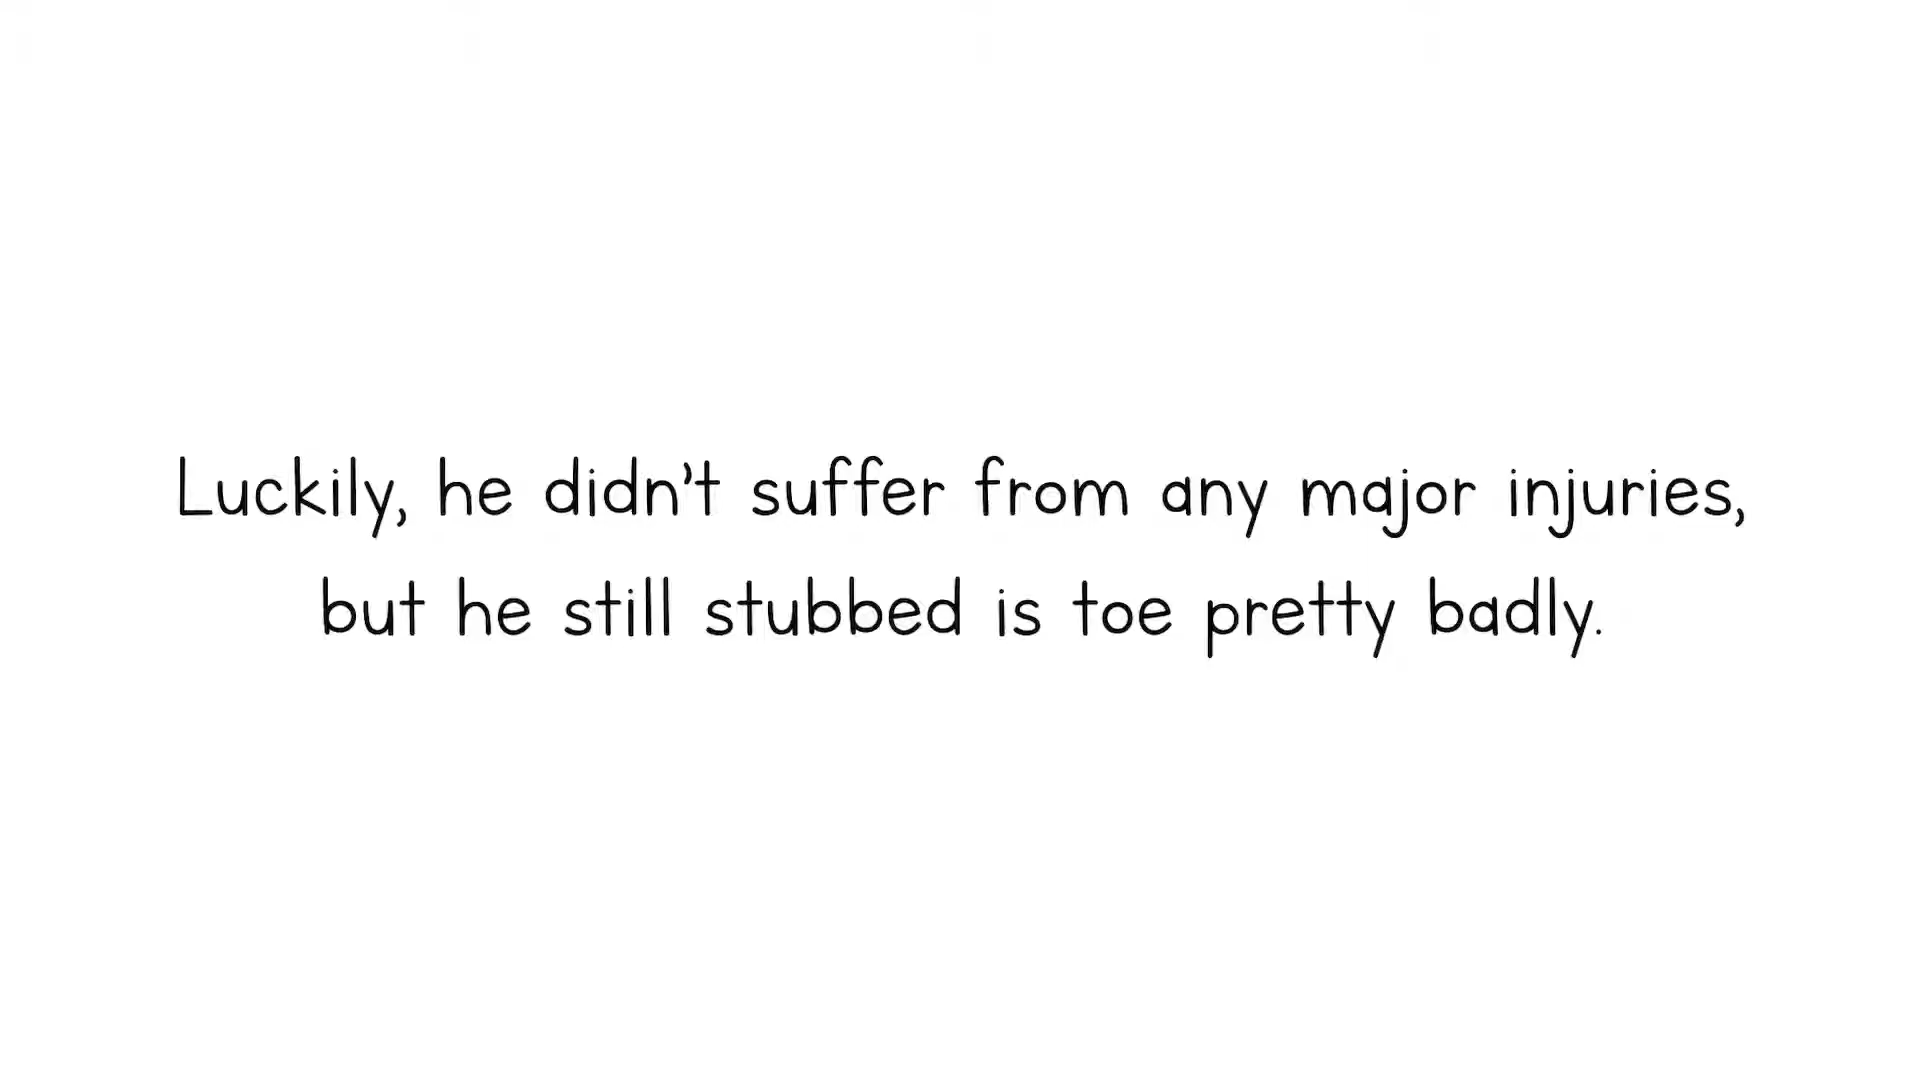 Luckily, he didn't suffer from any major injuries,
but he still stubbed is toe pretty badly.